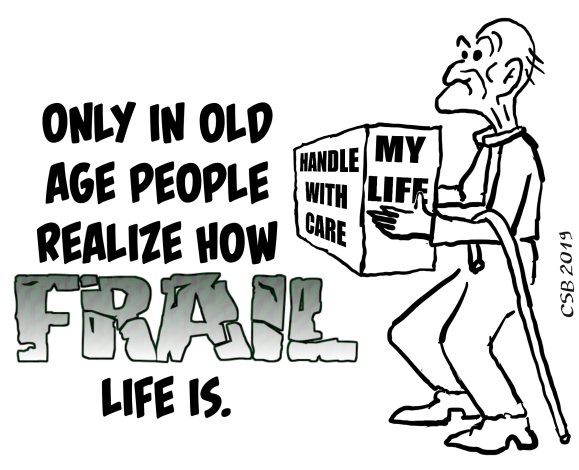 ONLY IN OLD
AGE PEOPLE
REALIZE HOW
FRAIL
LIFE IS.
HANDLE
WITH
CARE
MY
LIFE
CSB 2019